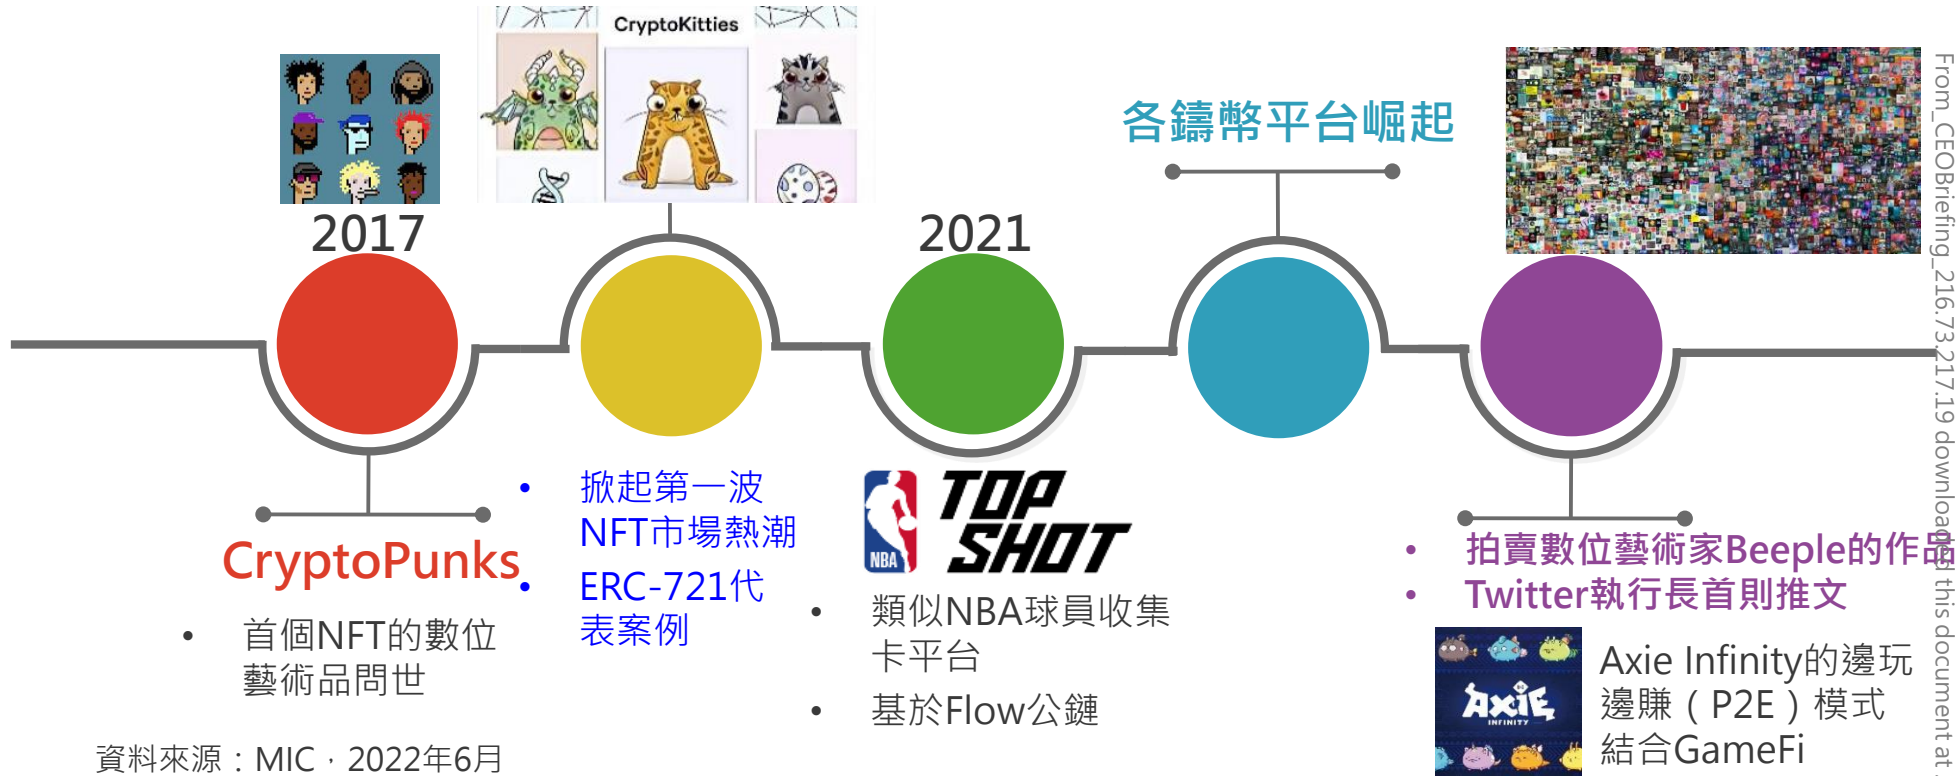 CryptoKitties
2017
CryptoPunks
• 首個NFT的數位
藝術品問世
• 掀起第一波
NFT市場熱潮
• ERC-721代
表案例
2021
NBA
TOP
SHOT
• 類似NBA球員收集
卡平台
• 基於Flow公鏈
各鑄幣平台崛起
• 拍賣數位藝術家Beeple的作品
• Twitter執行長首則推文
AXIE
INFINITY
Axie Infinity的邊玩
邊賺（P2E）模式
結合GameFi
資料來源：MIC，2022年6月
From_CEOBriefing_216.73.217.19 downloaded this document at